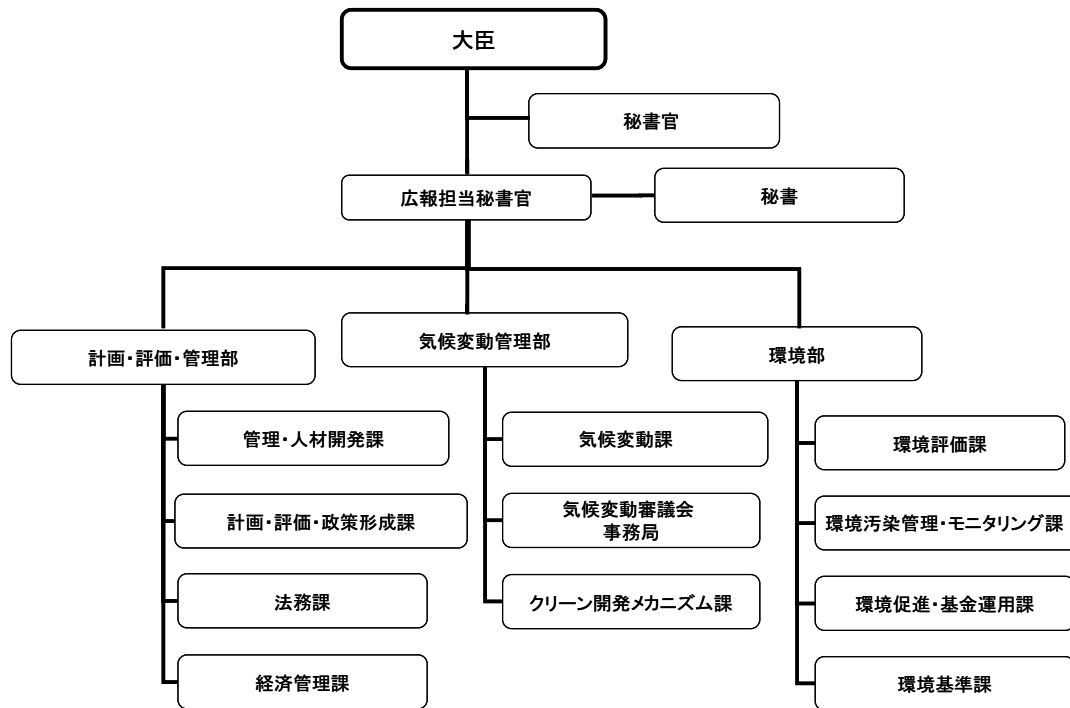 大臣
秘書官
広報担当秘書官
秘書
計画・評価・管理部
気候変動管理部
環境部
管理・人材開発課
計画・評価・政策形成課
法務課
経済管理課
気候変動課
気候変動審議会
事務局
クリーン開発メカニズム課
環境評価課
環境汚染管理・モニタリング課
環境促進・基金運用課
環境基準課